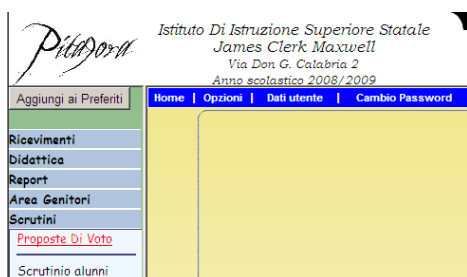 Pitagora
Istituto Di Istruzione Superiore Statale
James Clerk Maxwell
Via Don G. Calabria 2
Anno scolastico 2008/2009
Aggiungi ai Preferiti
Home | Opzioni | Dati utente | Cambio Password
Ricevimenti
Didattica
Report
Area Genitori
Scrutini
Proposte Di Voto
Scrutinio alunni